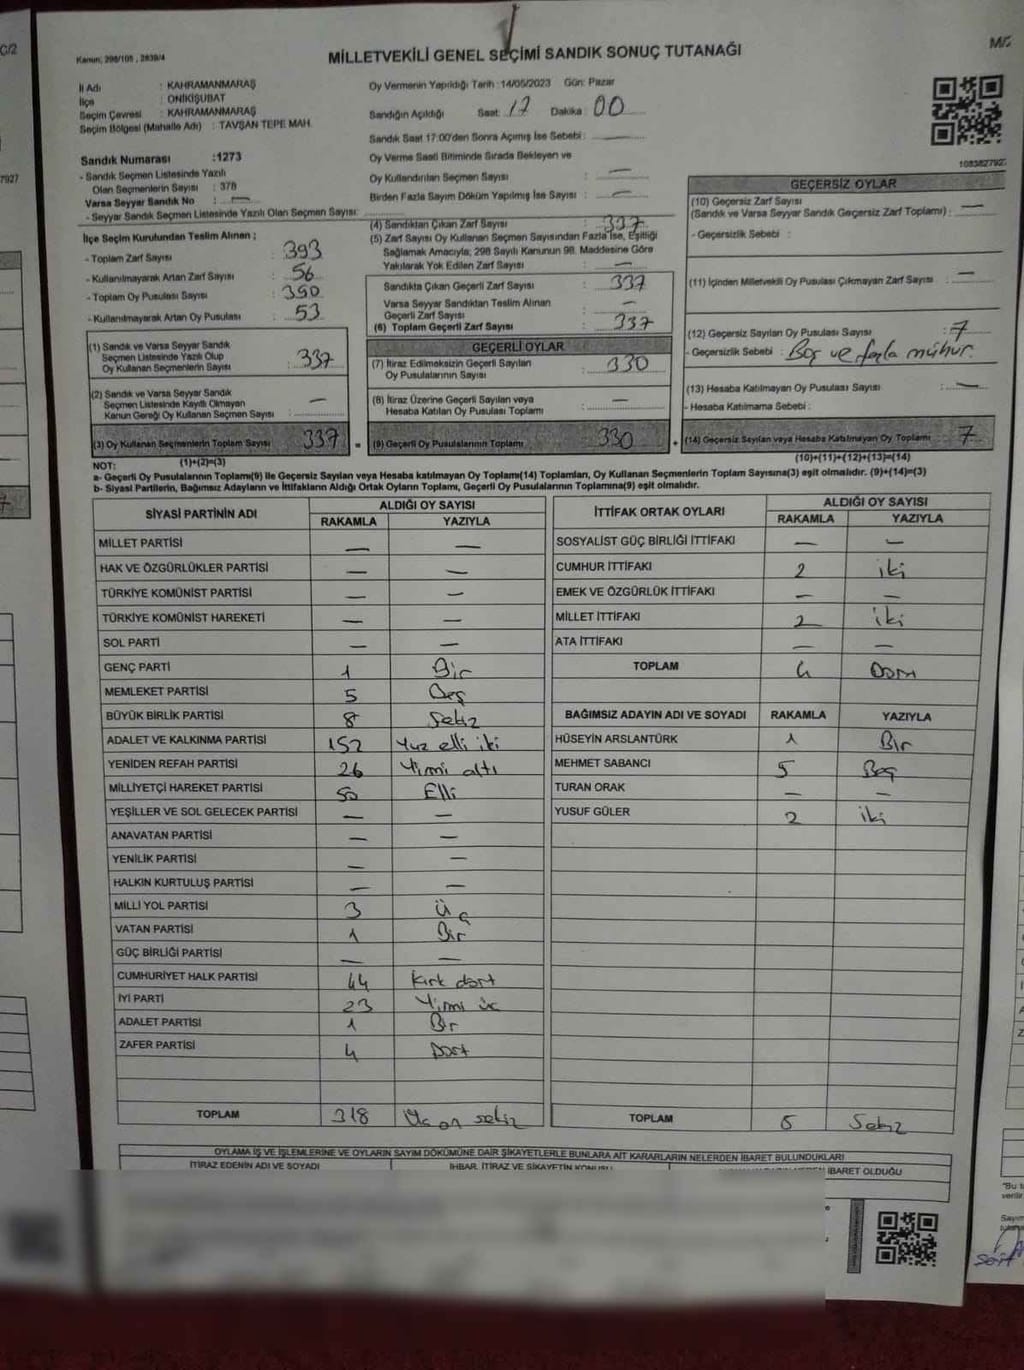 Kanun; 298/105 , 2839/4
MİLLETVEKİLİ GENEL SEÇİMİ SANDIK SONUÇ TUTANAĞI
İl Adı : KAHRAMANMARAŞ
İlçe : ONİKİŞUBAT
Seçim Çevresi : KAHRAMANMARAŞ
Seçim Bölgesi (Mahalle Adı) : TAVŞAN TEPE MAH.
Sandık Numarası :1273
- Sandık Seçmen Listesinde Yazılı
Olan Seçmenlerin Sayısı : 378
Varsa Seyyar Sandık No : —
- Seyyar Sandık Seçmen Listesinde Yazılı Olan Seçmen Sayısı:
Oy Vermenin Yapıldığı Tarih :14/05/2023 Gün: Pazar
Sandığın Açıldığı Saat: 17 Dakika : 00
Sandık Saat 17:00'den Sonra Açımış İse Sebebi : —
Oy Verme Saati Bitiminde Sırada Bekleyen ve
Oy Kullandırılan Seçmen Sayısı : —
Birden Fazla Sayım Döküm Yapılmış İse Sayısı : —
108382792
İlçe Seçim Kurulundan Teslim Alınan ;
- Toplam Zarf Sayısı : 393
- Kullanılmayarak Artan Zarf Sayısı : 56
- Toplam Oy Pusulası Sayısı : 390
- Kullanılmayarak Artan Oy Pusulası : 53
(1) Sandık ve Varsa Seyyar Sandık
Seçmen Listesinde Yazılı Olup
Oy Kullanan Seçmenlerin Sayısı : 337
(2) Sandık ve Varsa Seyyar Sandık
Seçmen Listesinde Kayıtlı Olmayan
Kanun Gereği Oy Kullanan Seçmen Sayısı : —
(3) Oy Kullanan Seçmenlerin Toplam Sayısı 337
(1)+(2)=(3)
(4) Sandıktan Çıkan Zarf Sayısı : 337
(5) Zarf Sayısı Oy Kullanan Seçmen Sayısından Fazla İse, Eşitliği
Sağlamak Amacıyla; 298 Sayılı Kanunun 98. Maddesine Göre
Yakılarak Yok Edilen Zarf Sayısı : —
Sandıkta Çıkan Geçerli Zarf Sayısı : 337
Varsa Seyyar Sandıktan Teslim Alınan
Geçerli Zarf Sayısı : —
(6) Toplam Geçerli Zarf Sayısı : 337
GEÇERLİ OYLAR
(7) İtiraz Edilmeksizin Geçerli Sayılan
Oy Pusulalarının Sayısı : 330
(8) İtiraz Üzerine Geçerli Sayılan veya
Hesaba Katılan Oy Pusulası Toplamı : —
= (9) Geçerli Oy Pusulalarının Toplamı 330
GEÇERSİZ OYLAR
(10) Geçersiz Zarf Sayısı
(Sandık ve Varsa Seyyar Sandık Geçersiz Zarf Toplamı) : —
- Geçersizlik Sebebi :
(11) İçinden Milletvekili Oy Pusulası Çıkmayan Zarf Sayısı : —
(12) Geçersiz Sayılan Oy Pusulası Sayısı : 7
- Geçersizlik Sebebi : Boş ve fazla mühür.
(13) Hesaba Katılmayan Oy Pusulası Sayısı : —
- Hesaba Katılmama Sebebi :
+ (14) Geçersiz Sayılan veya Hesaba Katılmayan Oy Toplamı 7
(10)+(11)+(12)+(13)=(14)
NOT:
a- Geçerli Oy Pusulalarının Toplamı(9) ile Geçersiz Sayılan veya Hesaba katılmayan Oy Toplamı(14) Toplamları, Oy Kullanan Seçmenlerin Toplam Sayısına(3) eşit olmalıdır. (9)+(14)=(3)
b- Siyasi Partilerin, Bağımsız Adayların ve İttifakların Aldığı Ortak Oyların Toplamı, Geçerli Oy Pusulalarının Toplamına(9) eşit olmalıdır.
SİYASİ PARTİNİN ADI ALDIĞI OY SAYISI
RAKAMLA YAZIYLA
MİLLET PARTİSİ — —
HAK VE ÖZGÜRLÜKLER PARTİSİ — —
TÜRKİYE KOMÜNİST PARTİSİ — —
TÜRKİYE KOMÜNİST HAREKETİ — —
SOL PARTİ — —
GENÇ PARTİ 1 Bir
MEMLEKET PARTİSİ 5 Beş
BÜYÜK BİRLİK PARTİSİ 8 Sekiz
ADALET VE KALKINMA PARTİSİ 152 Yüz elli iki
YENİDEN REFAH PARTİSİ 26 Yirmi altı
MİLLİYETÇİ HAREKET PARTİSİ 50 Elli
YEŞİLLER VE SOL GELECEK PARTİSİ — —
ANAVATAN PARTİSİ — —
YENİLİK PARTİSİ — —
HALKIN KURTULUŞ PARTİSİ — —
MİLLİ YOL PARTİSİ 3 Üç
VATAN PARTİSİ 1 Bir
GÜÇ BİRLİĞİ PARTİSİ — —
CUMHURİYET HALK PARTİSİ 44 Kırk dört
İYİ PARTİ 23 Yirmi üç
ADALET PARTİSİ 1 Bir
ZAFER PARTİSİ 4 Dört
TOPLAM 318 Üç on sekiz
İTTİFAK ORTAK OYLARI ALDIĞI OY SAYISI
RAKAMLA YAZIYLA
SOSYALİST GÜÇ BİRLİĞİ İTTİFAKI — —
CUMHUR İTTİFAKI 2 iki
EMEK VE ÖZGÜRLÜK İTTİFAKI — —
MİLLET İTTİFAKI 2 iki
ATA İTTİFAKI — —
TOPLAM 4 Dört
BAĞIMSIZ ADAYIN ADI VE SOYADI RAKAMLA YAZIYLA
HÜSEYİN ARSLANTÜRK 1 Bir
MEHMET SABANCI 5 Beş
TURAN ORAK — —
YUSUF GÜLER 2 iki
TOPLAM 8 Sekiz
OYLAMA İŞ VE İŞLEMLERİNE VE OYLARIN SAYIM DÖKÜMÜNE DAİR ŞİKAYETLERLE BUNLARA AİT KARARLARIN NELERDEN İBARET BULUNDUKLARI
İTİRAZ EDENİN ADI VE SOYADI İHBAR, İTİRAZ VE ŞİKAYETİN KONUSU İBARET OLDUĞU